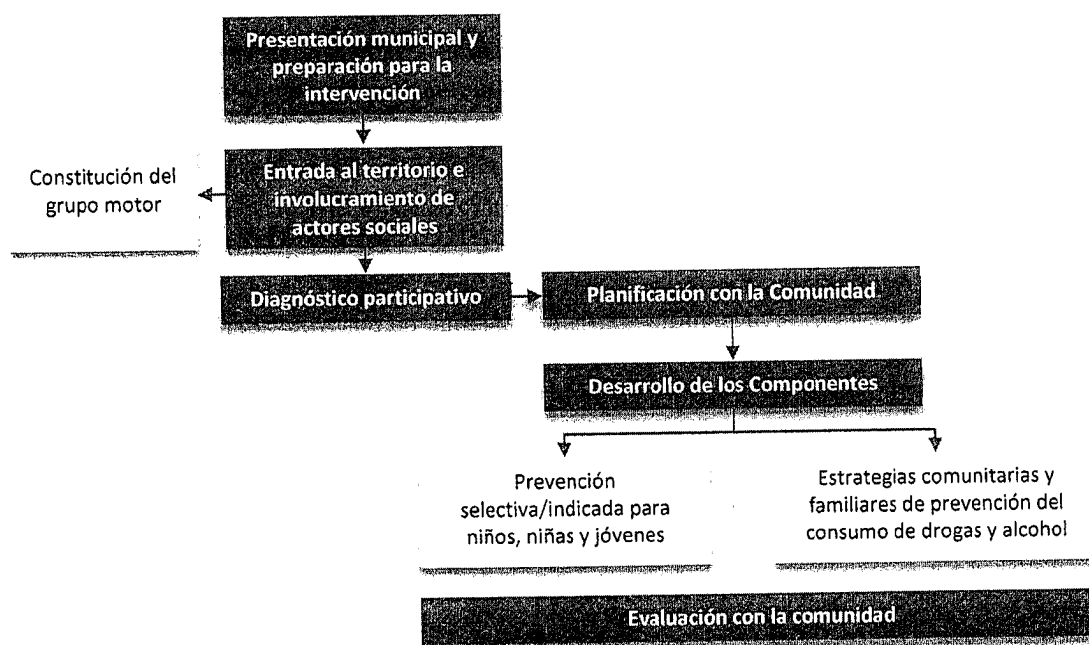 Presentación municipal y
preparación para la
intervención
Constitución del
grupo motor
Entrada al territorio e
involucramiento de
actores sociales
Diagnóstico participativo
Planificación con la Comunidad
Desarrollo de los Componentes
Prevención
selectiva/indicada para
niños, niñas y jóvenes
Estrategias comunitarias y
familiares de prevención del
consumo de drogas y alcohol
Evaluación con la comunidad